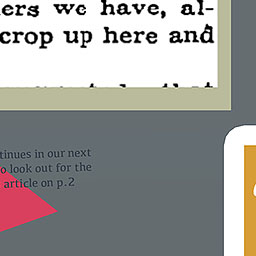 ers we have, al-
crop up here and
that
tinues in our next
o look out for the
article on p.2